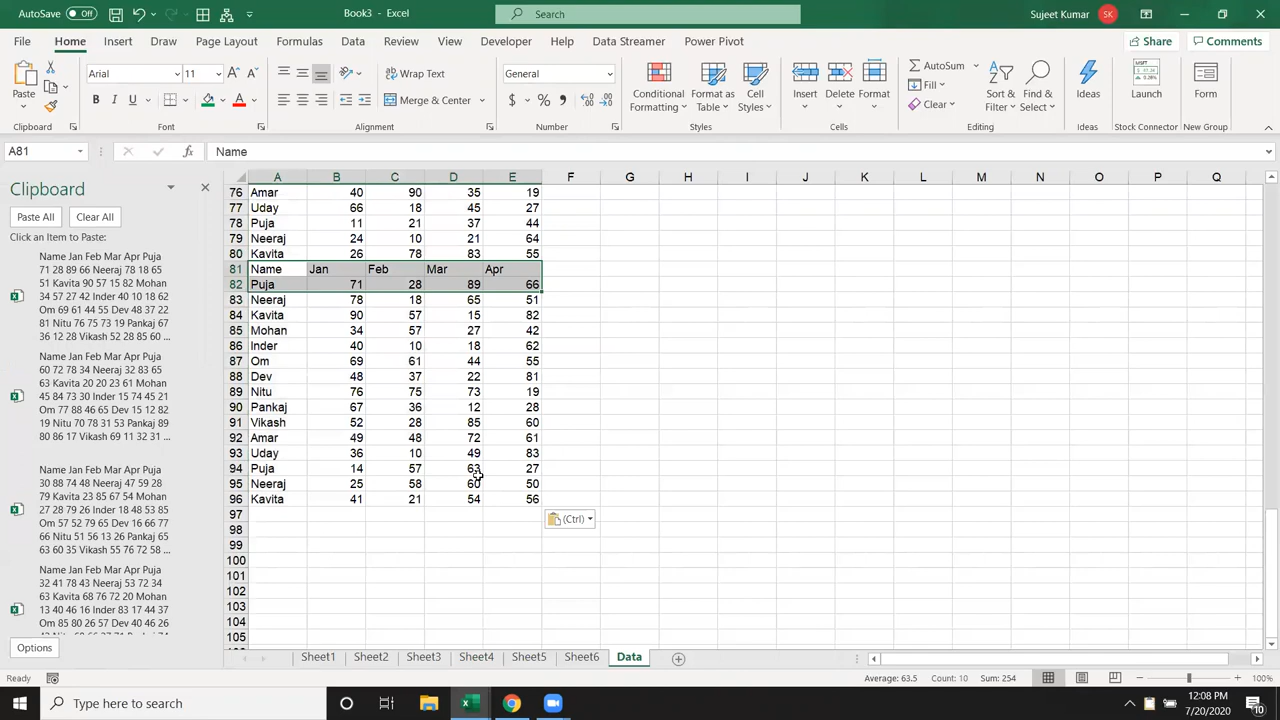 AutoSave Off Book3 - Excel Search Sujeet Kumar SK
File Home Insert Draw Page Layout Formulas Data Review View Developer Help Data Streamer Power Pivot Share Comments
Paste Arial 11 A A Wrap Text General Conditional Formatting Format as Table Cell Styles Insert Delete Format AutoSum Fill Clear Sort & Filter Find & Select Ideas Launch Form
B I U A Merge & Center $ % ,
Clipboard Font Alignment Number Styles Cells Editing Ideas Stock Connector New Group
A81 fx Name
Clipboard
Paste All Clear All
Click an Item to Paste:
Name Jan Feb Mar Apr Puja
71 28 89 66 Neeraj 78 18 65
51 Kavita 90 57 15 82 Mohan
34 57 27 42 Inder 40 10 18 62
Om 69 61 44 55 Dev 48 37 22
81 Nitu 76 75 73 19 Pankaj 67
36 12 28 Vikash 52 28 85 60 ...
Name Jan Feb Mar Apr Puja
60 72 78 34 Neeraj 32 83 65
63 Kavita 20 20 23 61 Mohan
45 84 73 30 Inder 15 74 45 21
Om 77 88 46 65 Dev 15 12 82
19 Nitu 70 78 31 53 Pankaj 89
80 86 17 Vikash 69 11 32 31 ...
Name Jan Feb Mar Apr Puja
30 88 74 48 Neeraj 47 59 28
79 Kavita 23 85 67 54 Mohan
27 28 79 85 Inder 18 48 53 85
Om 57 52 79 65 Dev 16 66 77
66 Nitu 51 56 13 26 Pankaj 65
63 60 35 Vikash 55 76 72 58 ...
Name Jan Feb Mar Apr Puja
32 41 78 43 Neeraj 53 72 34
63 Kavita 68 76 72 20 Mohan
13 40 46 16 Inder 83 17 44 37
Om 85 80 26 57 Dev 40 46 26
Options
A B C D E F G H I J K L M N O P Q
76 Amar 40 90 35 19
77 Uday 66 18 45 27
78 Puja 11 21 37 44
79 Neeraj 24 10 21 64
80 Kavita 26 78 83 55
81 Name Jan Feb Mar Apr
82 Puja 71 28 89 66
83 Neeraj 78 18 65 51
84 Kavita 90 57 15 82
85 Mohan 34 57 27 42
86 Inder 40 10 18 62
87 Om 69 61 44 55
88 Dev 48 37 22 81
89 Nitu 76 75 73 19
90 Pankaj 67 36 12 28
91 Vikash 52 28 85 60
92 Amar 49 48 72 61
93 Uday 36 10 49 83
94 Puja 14 57 63 27
95 Neeraj 25 58 60 50
96 Kavita 41 21 54 56
97 (Ctrl)
98
99
100
101
102
103
104
105
Sheet1 Sheet2 Sheet3 Sheet4 Sheet5 Sheet6 Data
Ready Average: 63.5 Count: 10 Sum: 254 100%
Type here to search 12:08 PM
7/20/2020